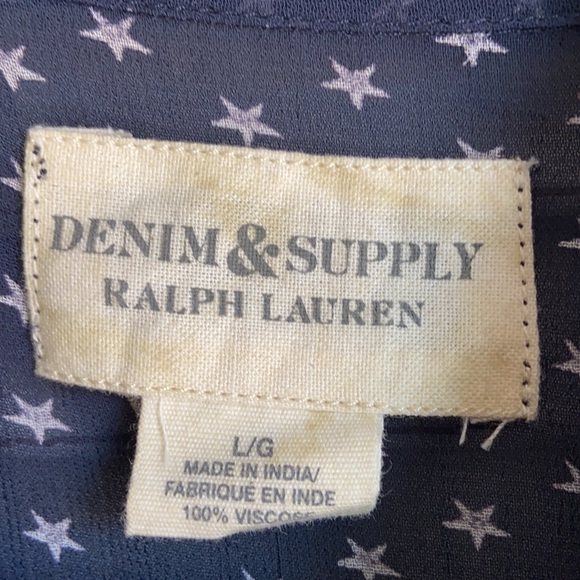 DENIM & SUPPLY
RALPH LAUREN
L/G
MADE IN INDIA/
FABRIQUÉ EN INDE
100% VISCOSE